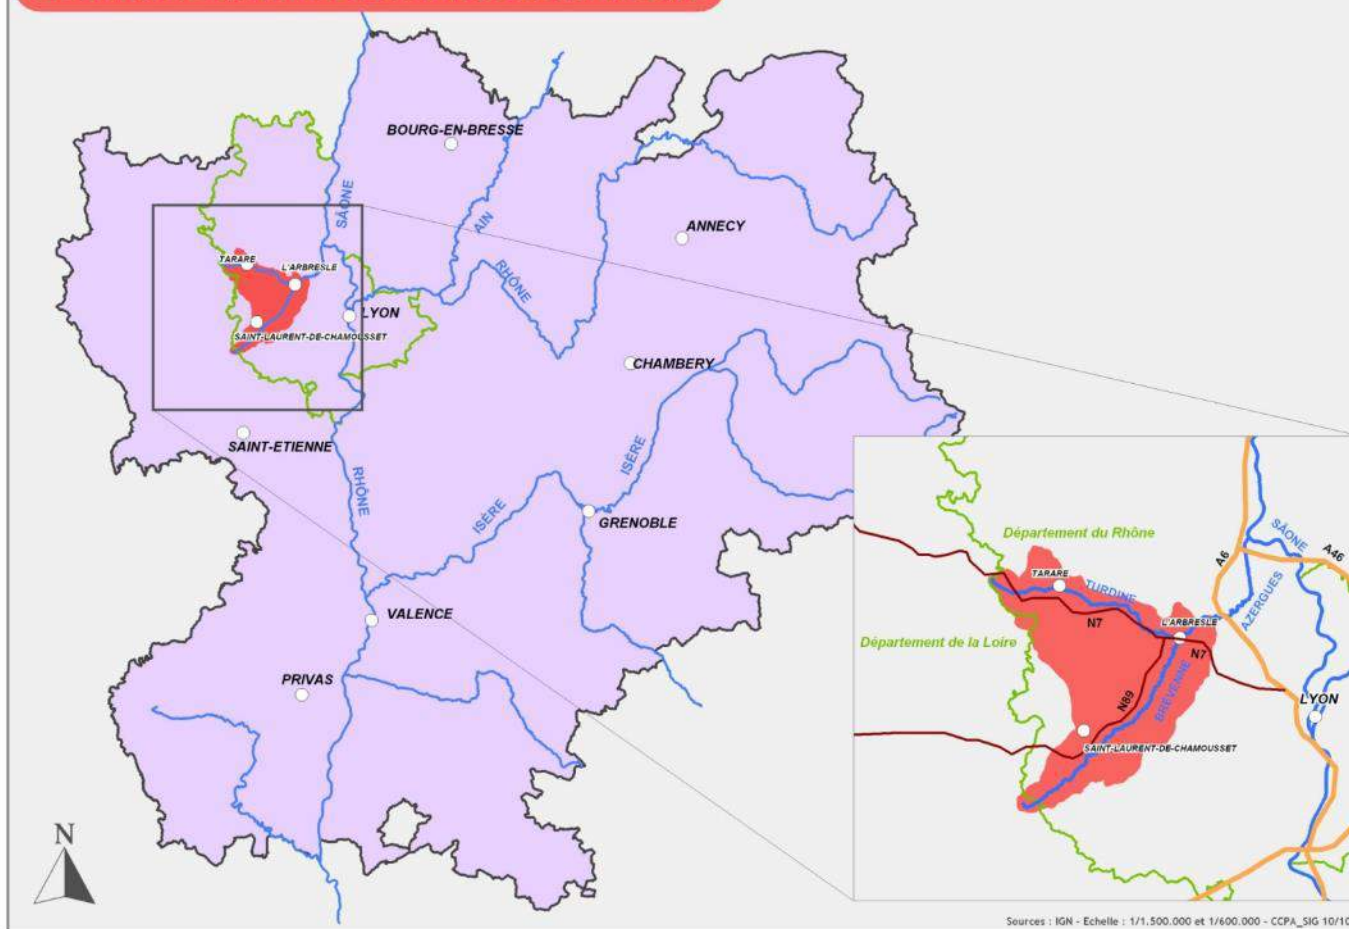 BOURG-EN-BRESSE
SÂONE
AIN
ANNECY
TARARE
L'ARBRESLE
RHÔNE
LYON
SAINT-LAURENT-DE-CHAMOUSSET
CHAMBERY
SAINT-ETIENNE
ISÈRE
RHÔNE
ISÈRE
GRENOBLE
VALENCE
PRIVAS
N
Département du Rhône
A6
SÂONE
A46
TARARE
TURDINE
AZERGUES
L'ARBRESLE
N7
Département de la Loire
N7
N89
BRÉVENNE
LYON
SAINT-LAURENT-DE-CHAMOUSSET
Sources : IGN - Echelle : 1/1.500.000 et 1/600.000 - CCPA_SIG 10/10